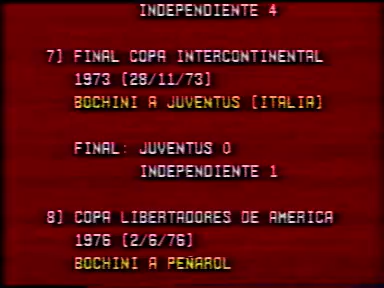 INDEPENDIENTE 4
7] FINAL COPA INTERCONTINENTAL
1973 [28/11/73]
BOCHINI A JUVENTUS [ITALIA]
FINAL: JUVENTUS 0
INDEPENDIENTE 1
8] COPA LIBERTADORES DE AMERICA
1976 [2/6/76]
BOCHINI A PEÑAROL